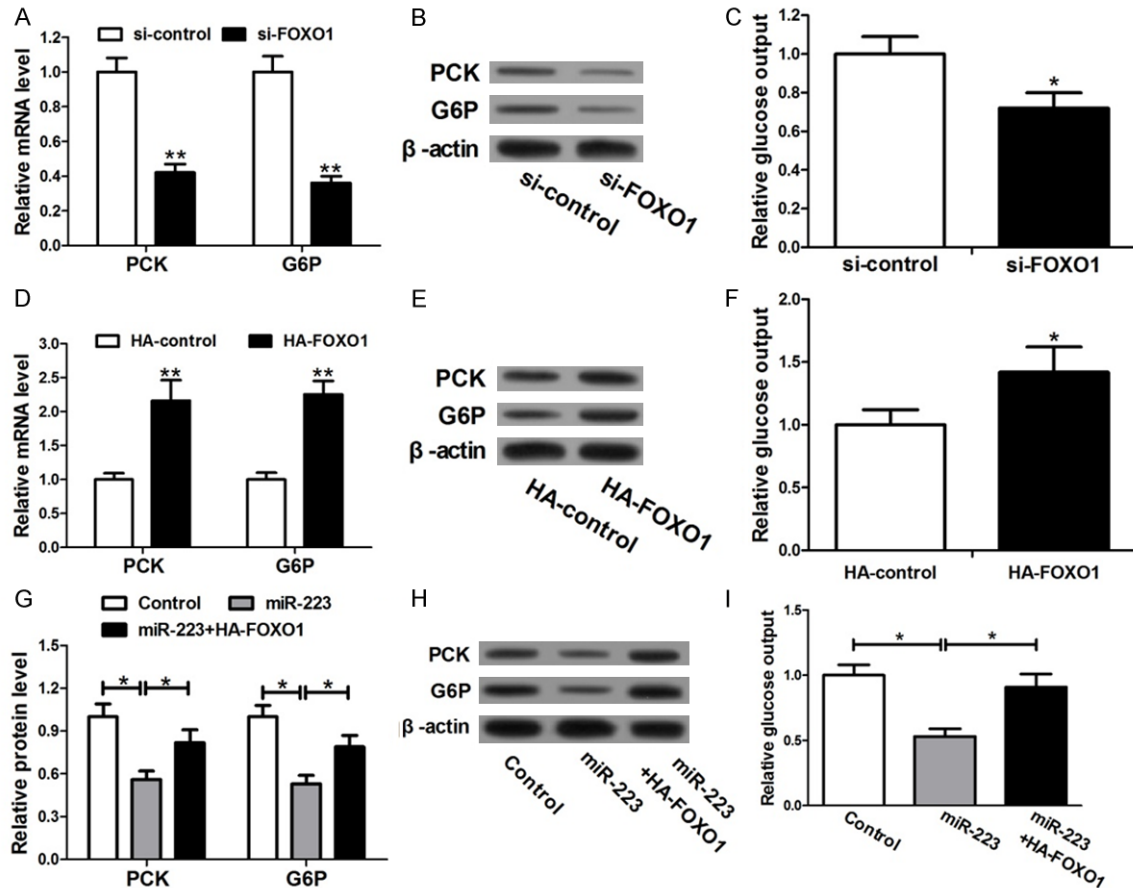 A
si-control si-FOXO1
Relative mRNA level
1.2
1.0
0.8
0.6
0.4
0.2
0.0
**
**
PCK G6P
B
PCK
G6P
β-actin
si-control si-FOXO1
C
Relative glucose output
1.2
1.0
0.8
0.6
0.4
0.2
0.0
*
si-control si-FOXO1
D
HA-control HA-FOXO1
Relative mRNA level
3.0
2.5
2.0
1.5
1.0
0.5
0.0
**
**
PCK G6P
E
PCK
G6P
β-actin
HA-control HA-FOXO1
F
Relative glucose output
2.0
1.5
1.0
0.5
0.0
*
HA-control HA-FOXO1
G
Control miR-223
miR-223+HA-FOXO1
Relative protein level
1.5
1.2
0.9
0.6
0.3
0.0
* *
* *
PCK G6P
H
PCK
G6P
β-actin
Control miR-223 miR-223
+HA-FOXO1
I
Relative glucose output
1.5
1.0
0.5
0.0
* *
Control miR-223 miR-223
+HA-FOXO1